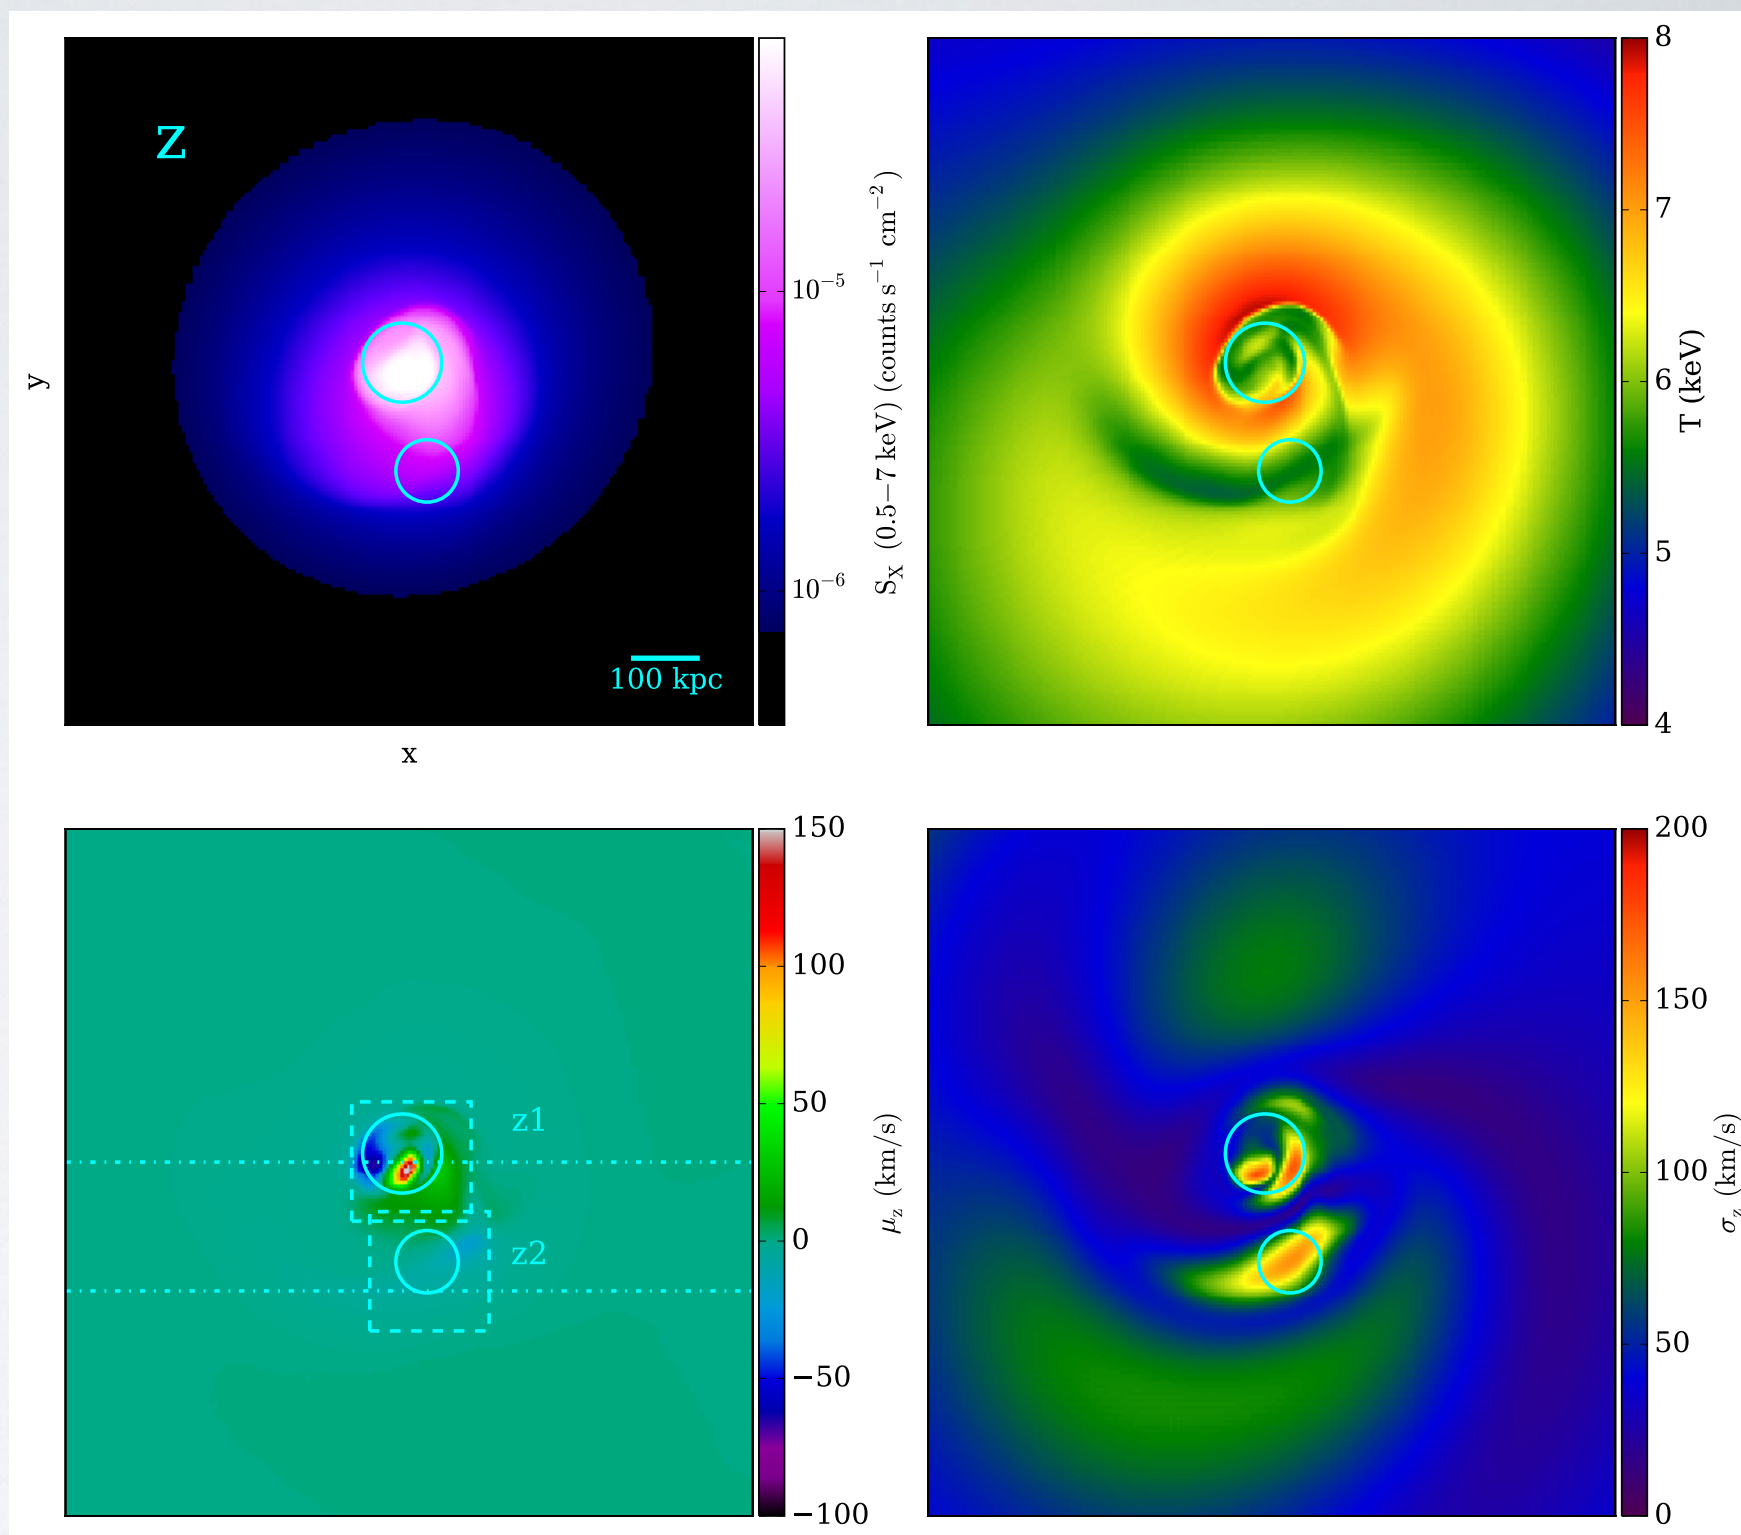 z
100 kpc
y
x
10⁻⁵
10⁻⁶
S_X (0.5−7 keV) (counts s⁻¹ cm⁻²)
8
7
6
5
4
T (keV)
z1
z2
150
100
50
0
−50
−100
μ_z (km/s)
200
150
100
50
0
σ_z (km/s)